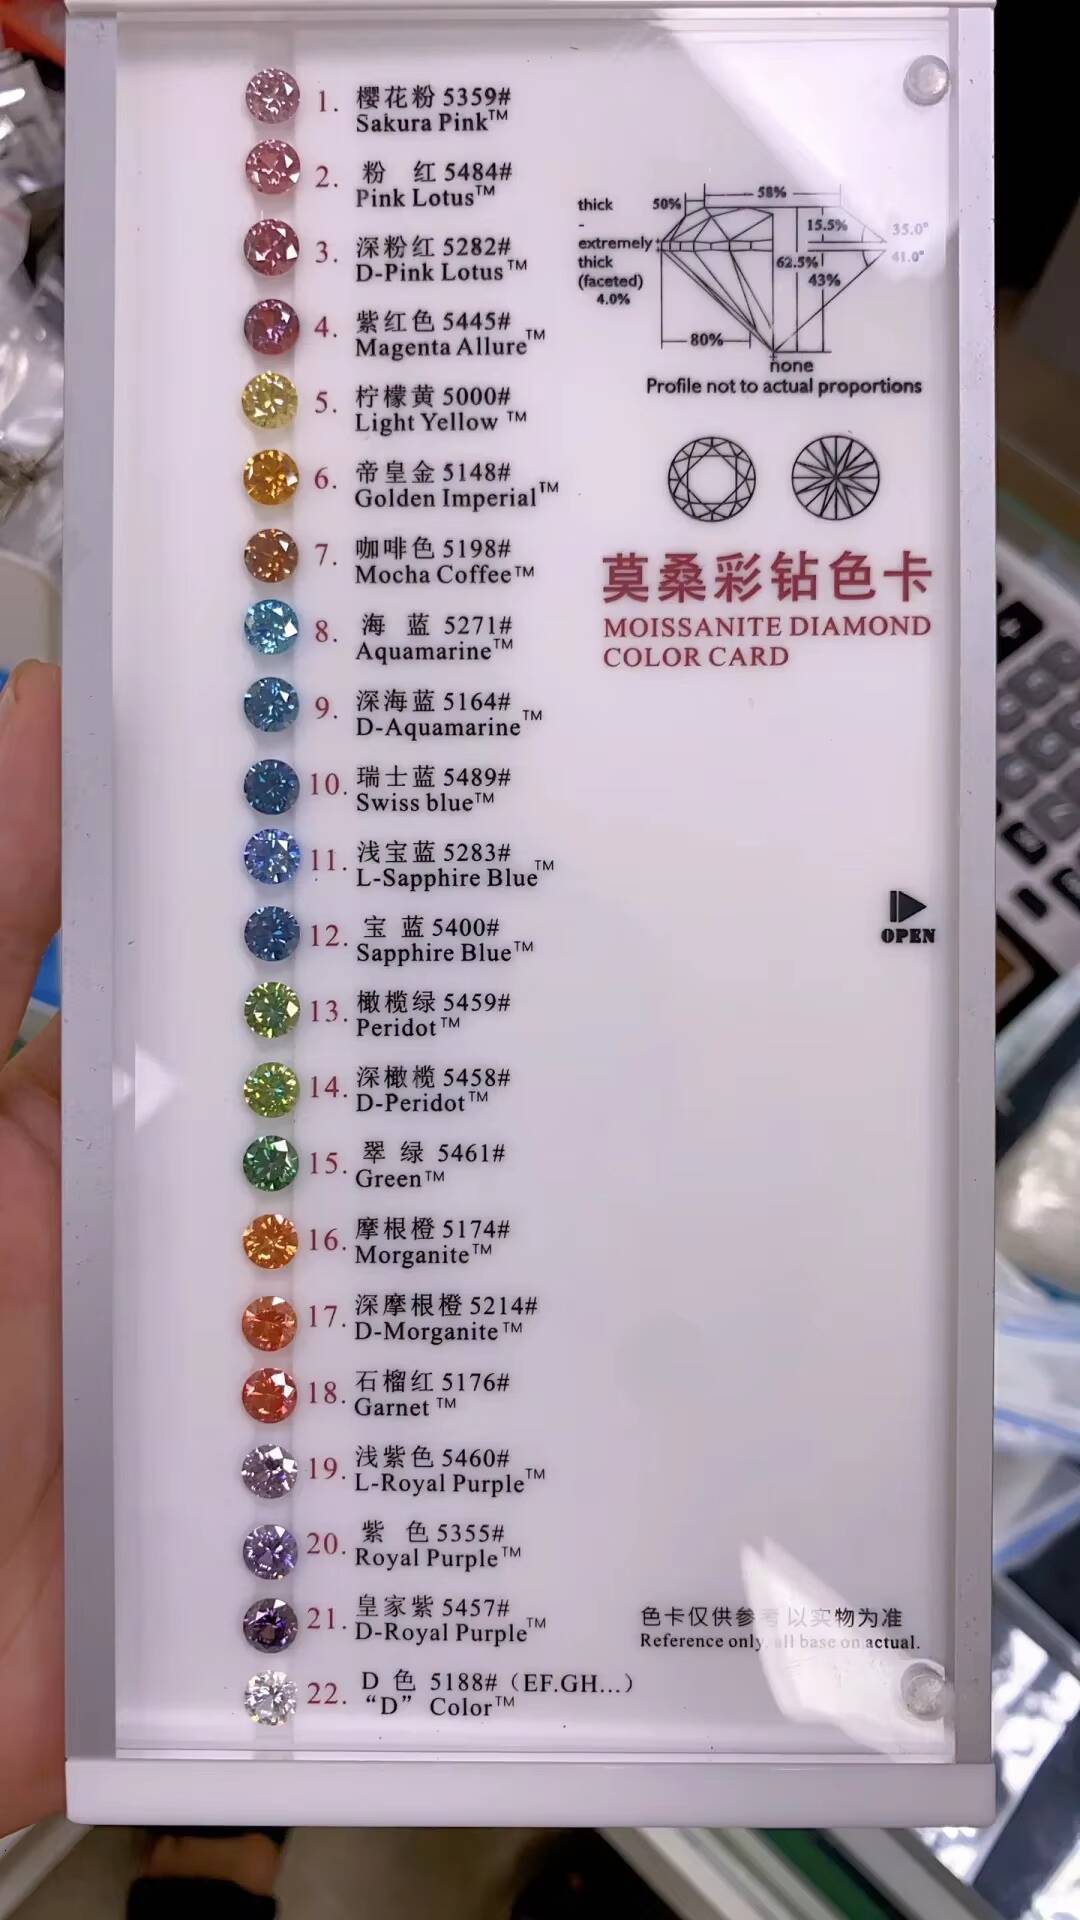 1. 樱花粉 5359#
Sakura Pink™
2. 粉 红 5484#
Pink Lotus™
3. 深粉红 5282#
D-Pink Lotus™
4. 紫红色 5445#
Magenta Allure™
5. 柠檬黄 5000#
Light Yellow ™
6. 帝皇金 5148#
Golden Imperial™
7. 咖啡色 5198#
Mocha Coffee™
8. 海 蓝 5271#
Aquamarine™
9. 深海蓝 5164#
D-Aquamarine™
10. 瑞士蓝 5489#
Swiss blue™
11. 浅宝蓝 5283#
L-Sapphire Blue™
12. 宝 蓝 5400#
Sapphire Blue™
13. 橄榄绿 5459#
Peridot™
14. 深橄榄 5458#
D-Peridot™
15. 翠 绿 5461#
Green™
16. 摩根橙 5174#
Morganite™
17. 深摩根橙 5214#
D-Morganite™
18. 石榴红 5176#
Garnet ™
19. 浅紫色 5460#
L-Royal Purple™
20. 紫 色 5355#
Royal Purple™
21. 皇家紫 5457#
D-Royal Purple™
22. D 色 5188# (EF.GH...)
“D” Color™
58%
thick 50%
15.5% 35.0°
-
extremely
41.0°
thick 62.5%
(faceted) 43%
4.0%
80%
none
Profile not to actual proportions
莫桑彩钻色卡
MOISSANITE DIAMOND
COLOR CARD
OPEN
色卡仅供参考 以实物为准
Reference only, all base on actual.